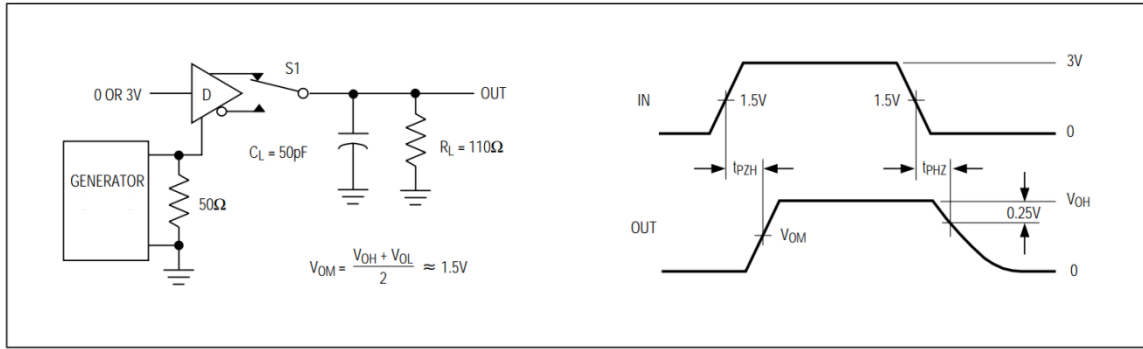 0 OR 3V
D
S1
OUT
GENERATOR
50Ω
C_L = 50pF
R_L = 110Ω
V_OM = (V_OH + V_OL) / 2 ≈ 1.5V
IN
1.5V
1.5V
3V
0
t_PZH
t_PHZ
OUT
V_OM
V_OH
0.25V
0